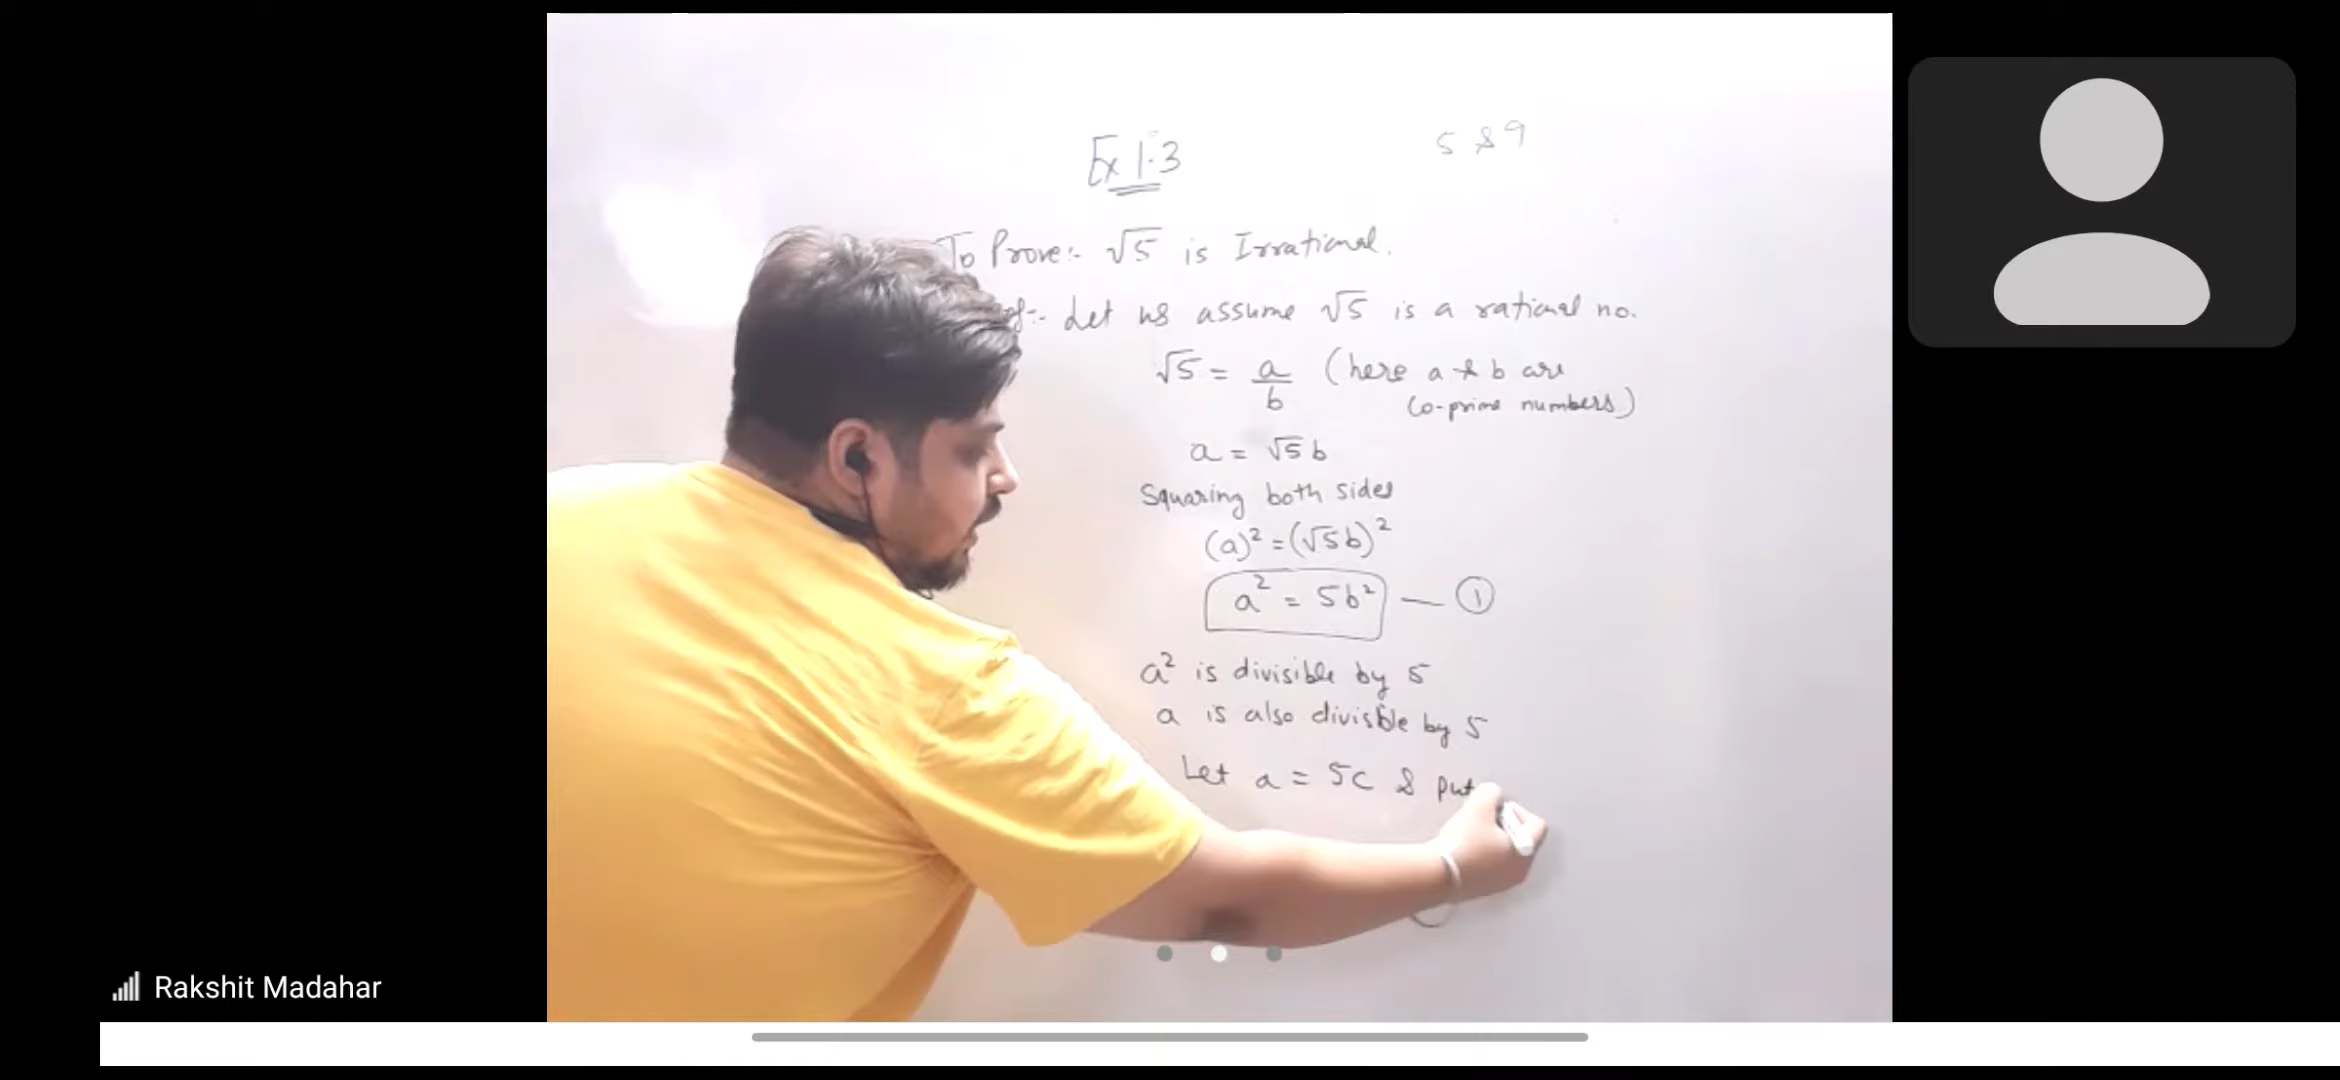 Ex 1.3
5 & 9
To Prove:- √5 is Irrational.
of:- Let us assume √5 is a rational no.
√5 = a/b (here a & b are
co-prime numbers)
a = √5 b
Squaring both sides
(a)² = (√5b)²
a² = 5b² — ①
a² is divisible by 5
a is also divisible by 5
Let a = 5c & put
Rakshit Madahar